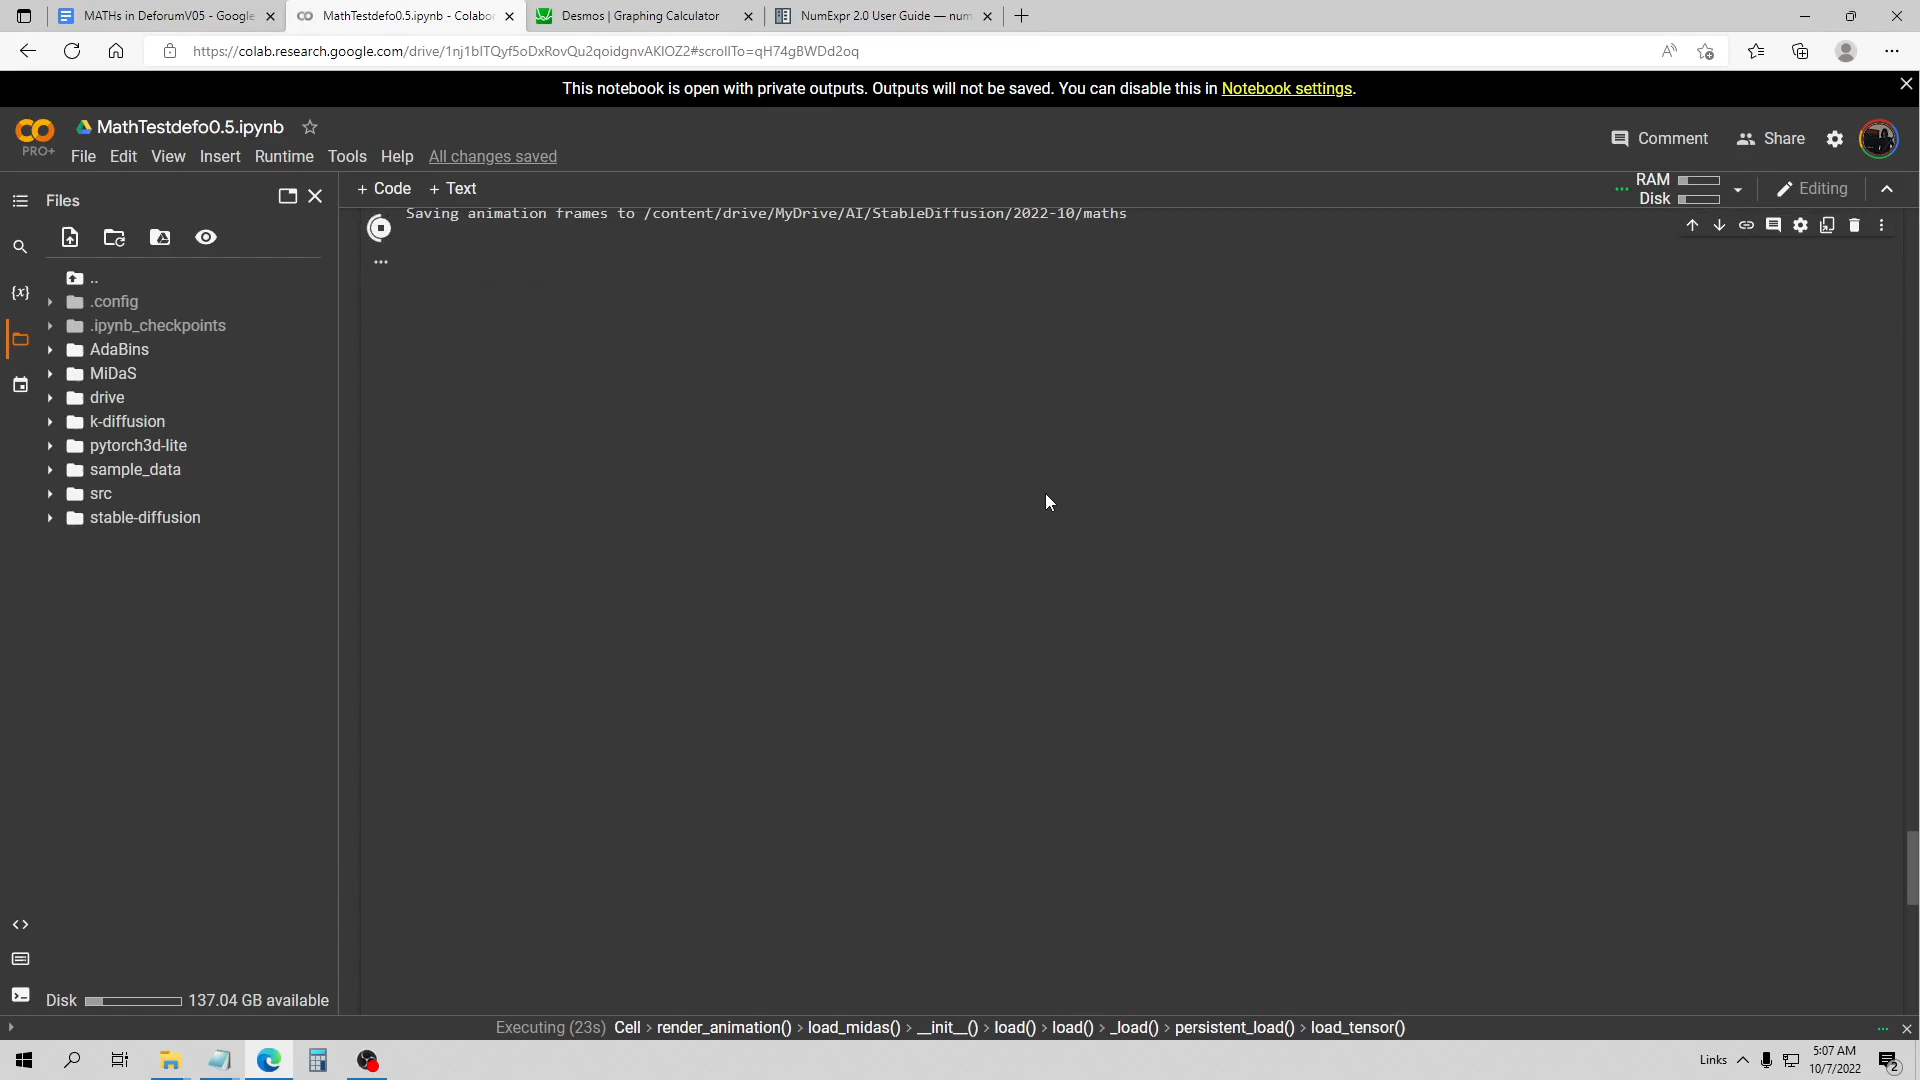 MATHs in DeforumV05 - Google
MathTestdefo0.5.ipynb - Colabor
Desmos | Graphing Calculator
NumExpr 2.0 User Guide — num
https://colab.research.google.com/drive/1nj1bITQyf5oDxRovQu2qoidgnvAKIOZ2#scrollTo=qH74gBWDd2oq
This notebook is open with private outputs. Outputs will not be saved. You can disable this in Notebook settings.
MathTestdefo0.5.ipynb
PRO+
File Edit View Insert Runtime Tools Help All changes saved
Comment Share
Files
+ Code + Text
RAM
Disk
Editing
Saving animation frames to /content/drive/MyDrive/AI/StableDiffusion/2022-10/maths
{x}
..
.config
.ipynb_checkpoints
AdaBins
MiDaS
drive
k-diffusion
pytorch3d-lite
sample_data
src
stable-diffusion
Disk 137.04 GB available
Executing (23s) Cell > render_animation() > load_midas() > __init__() > load() > load() > _load() > persistent_load() > load_tensor()
Links
5:07 AM
10/7/2022
2